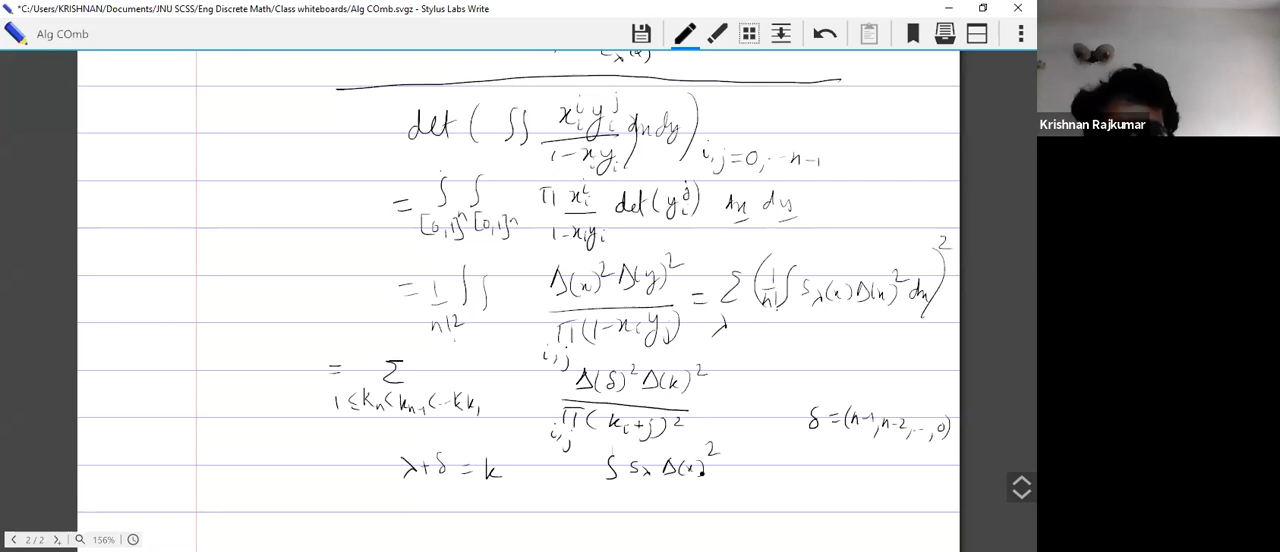 *C:/Users/KRISHNAN/Documents/JNU SCSS/Eng Discrete Math/Class whiteboards/Alg COmb.svgz - Stylus Labs Write
Alg COmb
Krishnan Rajkumar
det ( ∫∫ x_i^i y_i^j / (1-x_i y_i) dx dy )_{i,j=0,--n-1}
= ∫_{[0,1]^n} ∫_{[0,1]^n} Π x_i^i / (1-x_i y_i) det(y_i^j) dx dy
= 1/n!^2 ∫∫ Δ(x)^2 Δ(y)^2 / Π_{i,j} (1-x_i y_j) = Σ_λ ( 1/n! ∫ s_λ(x) Δ(x)^2 dx )^2
= Σ_{1≤k_n<k_{n-1}<--<k_1} Δ(δ)^2 Δ(k)^2 / Π_{i,j} (k_i+j)^2
δ = (n-1, n-2, --, 0)
λ+δ = k ∫ s_λ Δ(x)^2
2/2 156%